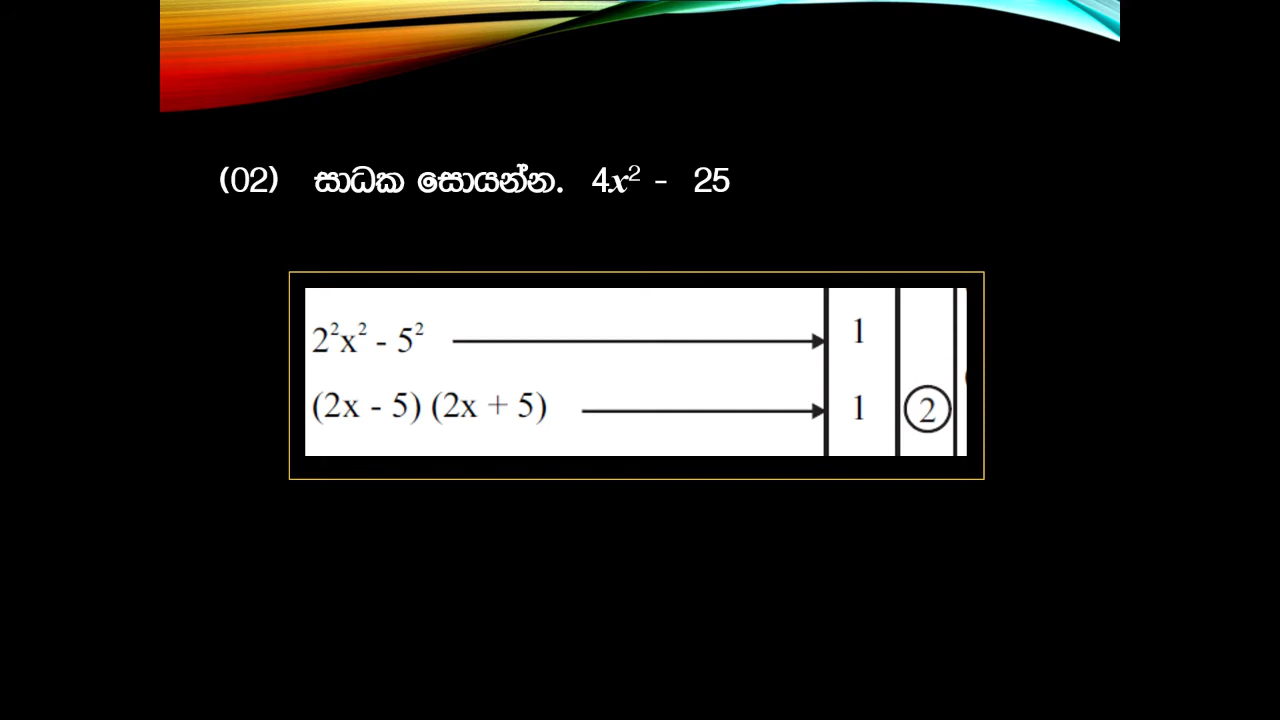 (02) සාධක සොයන්න. 4x² - 25
2²x² - 5² 1
(2x - 5) (2x + 5) 1 2